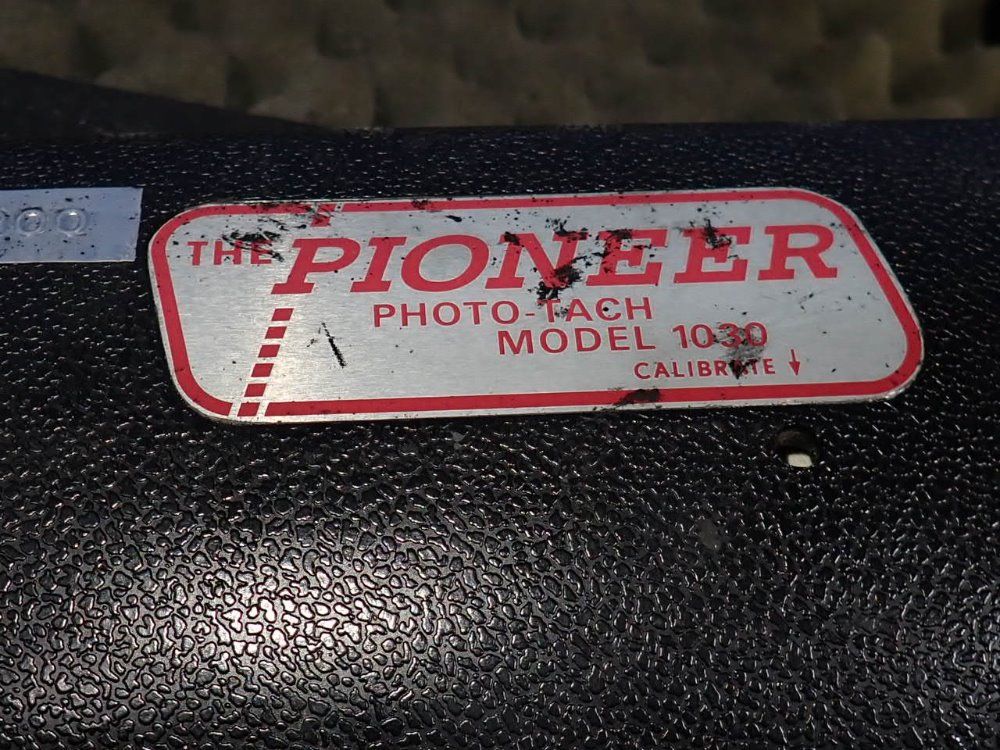 THE PIONEER
PHOTO-TACH
MODEL 1030
CALIBRATE ↓